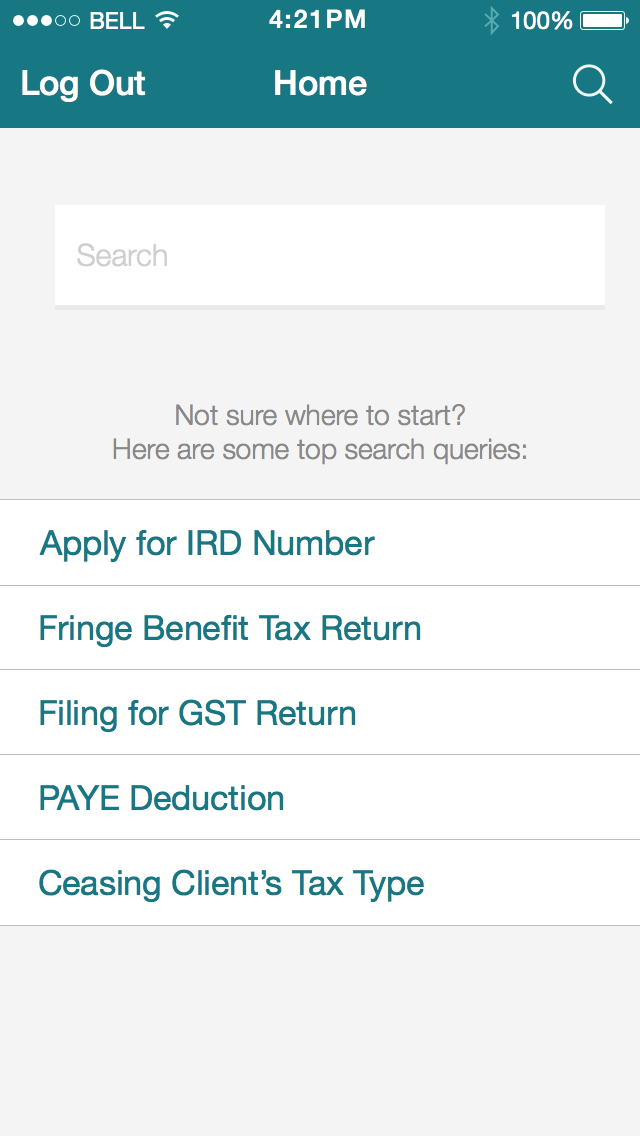 BELL 4:21PM 100%
Log Out Home
Search
Not sure where to start?
Here are some top search queries:
Apply for IRD Number
Fringe Benefit Tax Return
Filing for GST Return
PAYE Deduction
Ceasing Client’s Tax Type